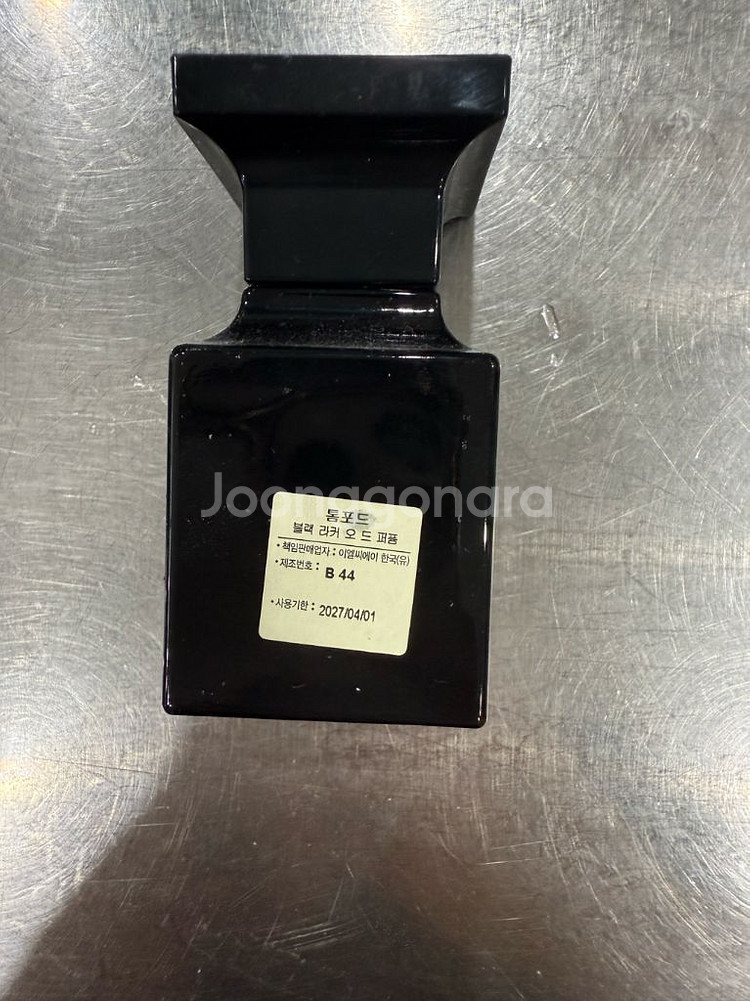 Joonggonara
톰포드
블랙 라커 오 드 퍼퓸
• 책임판매업자 : 이엘씨에이 한국(유)
• 제조번호 : B 44
• 사용기한 : 2027/04/01